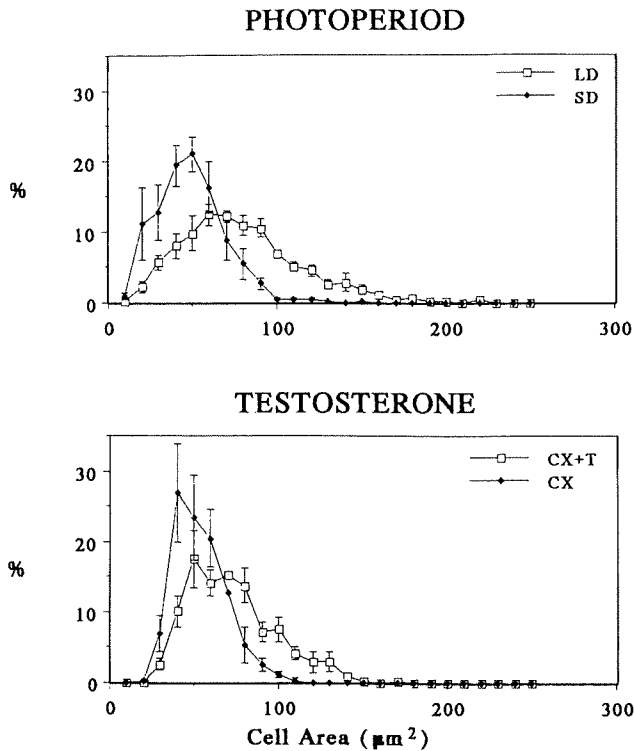 PHOTOPERIOD
LD
SD
30
20
%
10
0
0 100 200 300
TESTOSTERONE
CX+T
CX
30
20
%
10
0
0 100 200 300
Cell Area (μm²)